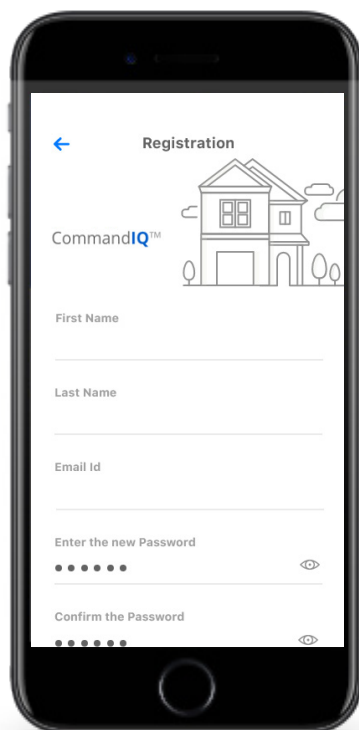 Registration
CommandIQ™
First Name
Last Name
Email Id
Enter the new Password
Confirm the Password